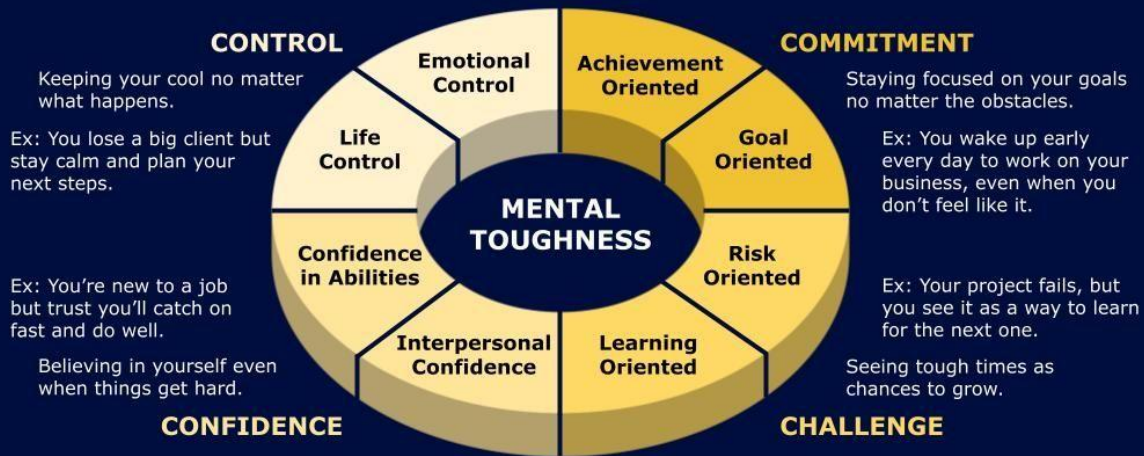 CONTROL
Keeping your cool no matter
what happens.
Ex: You lose a big client but
stay calm and plan your
next steps.
Emotional
Control
Life
Control
Achievement
Oriented
Goal
Oriented
COMMITMENT
Staying focused on your goals
no matter the obstacles.
Ex: You wake up early
every day to work on your
business, even when you
don’t feel like it.
MENTAL
TOUGHNESS
Confidence
in Abilities
Interpersonal
Confidence
Ex: You’re new to a job
but trust you’ll catch on
fast and do well.
Believing in yourself even
when things get hard.
CONFIDENCE
Risk
Oriented
Learning
Oriented
Ex: Your project fails, but
you see it as a way to learn
for the next one.
Seeing tough times as
chances to grow.
CHALLENGE